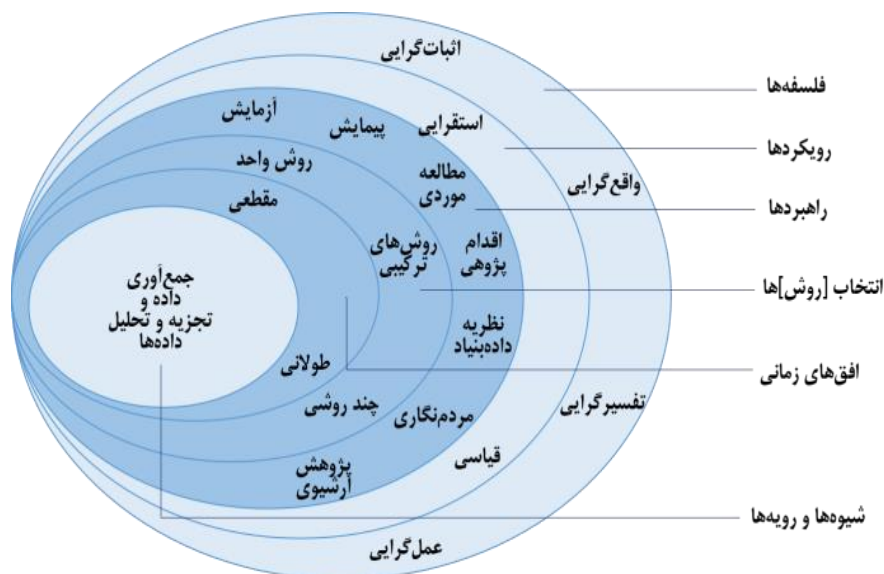 اثبات‌گرایی
فلسفه‌ها
آزمایش
پیمایش
استقرایی
رویکردها
روش واحد
مطالعه
موردی
واقع‌گرایی
مقطعی
راهبردها
روش‌های
ترکیبی
اقدام
پژوهی
جمع‌آوری
داده و
تجزیه و تحلیل
داده‌ها
انتخاب [روش]ها
نظریه
داده‌بنیاد
طولانی
افق‌های زمانی
چند روشی
مردم‌نگاری
تفسیرگرایی
قیاسی
پژوهش
آرشیوی
شیوه‌ها و رویه‌ها
عمل‌گرایی